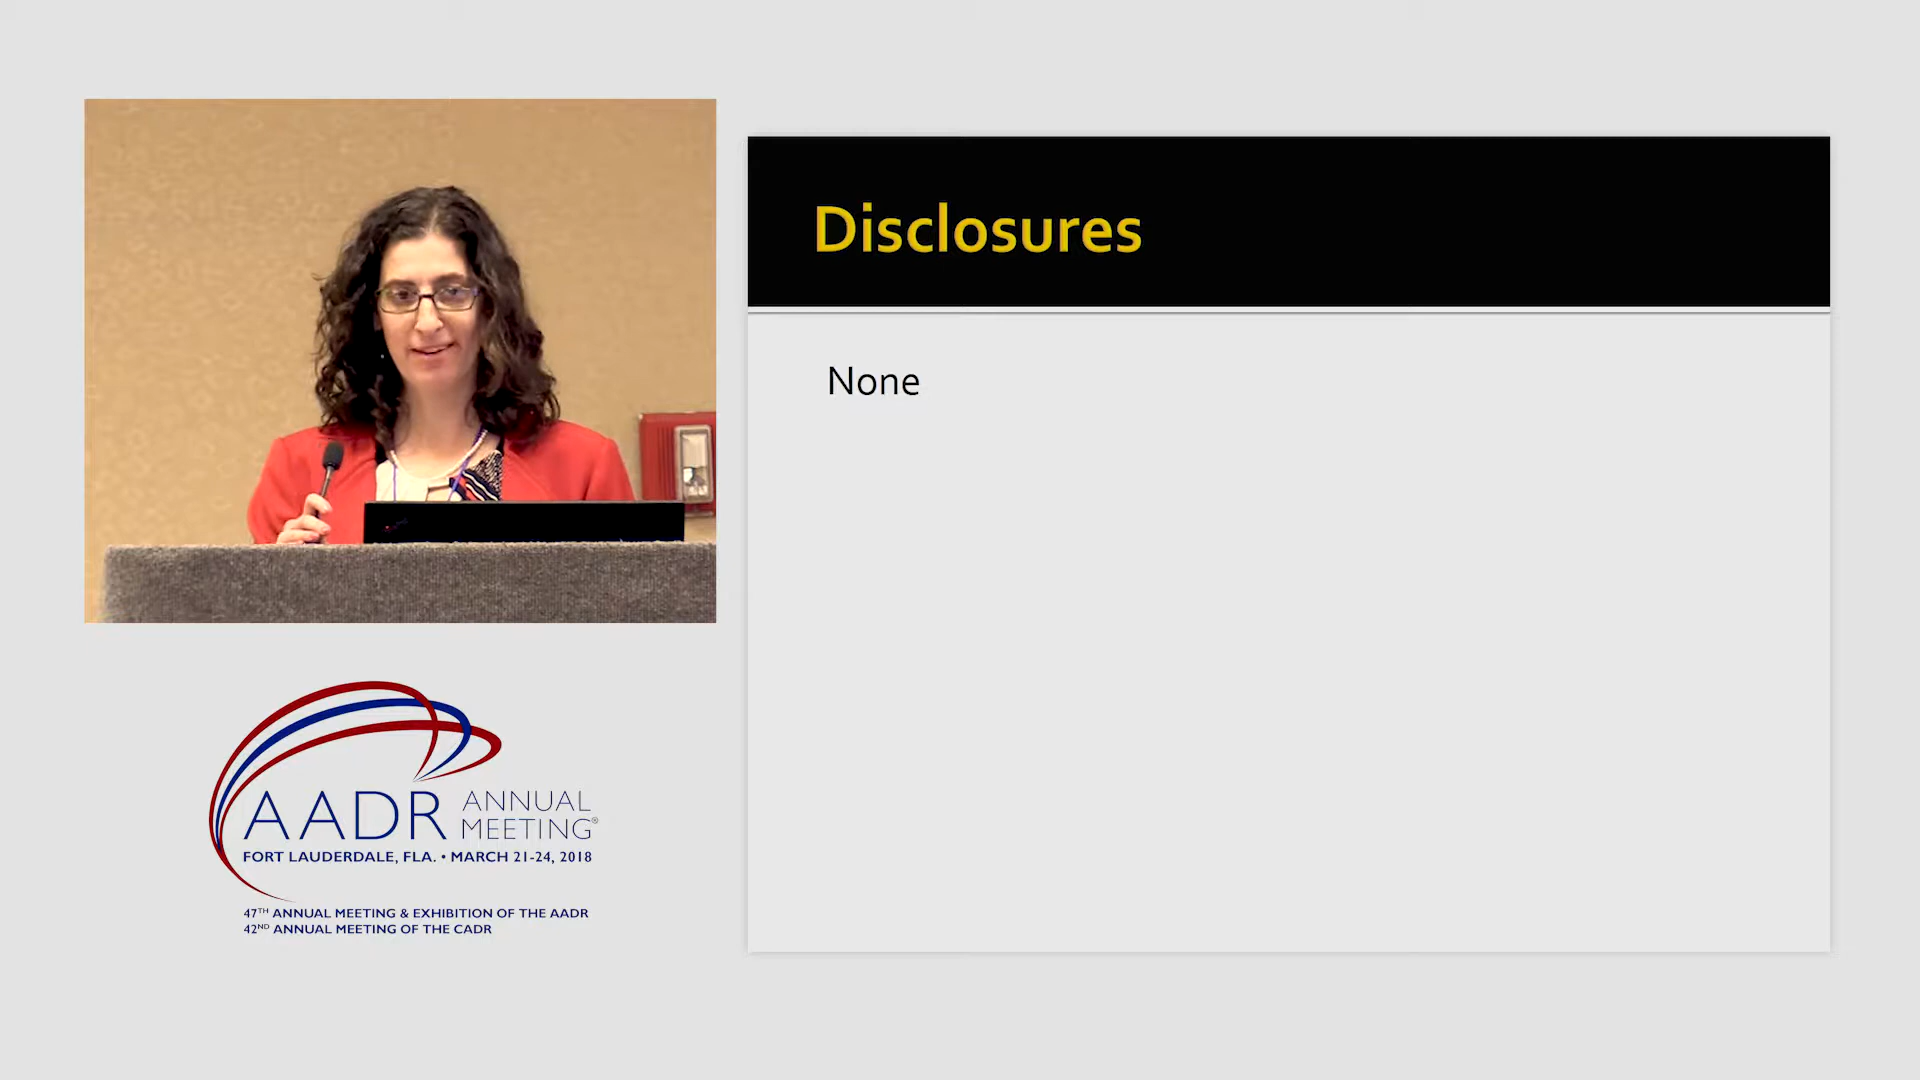 Disclosures
None
AADR ANNUAL
MEETING®
FORT LAUDERDALE, FLA. • MARCH 21-24, 2018
47TH ANNUAL MEETING & EXHIBITION OF THE AADR
42ND ANNUAL MEETING OF THE CADR